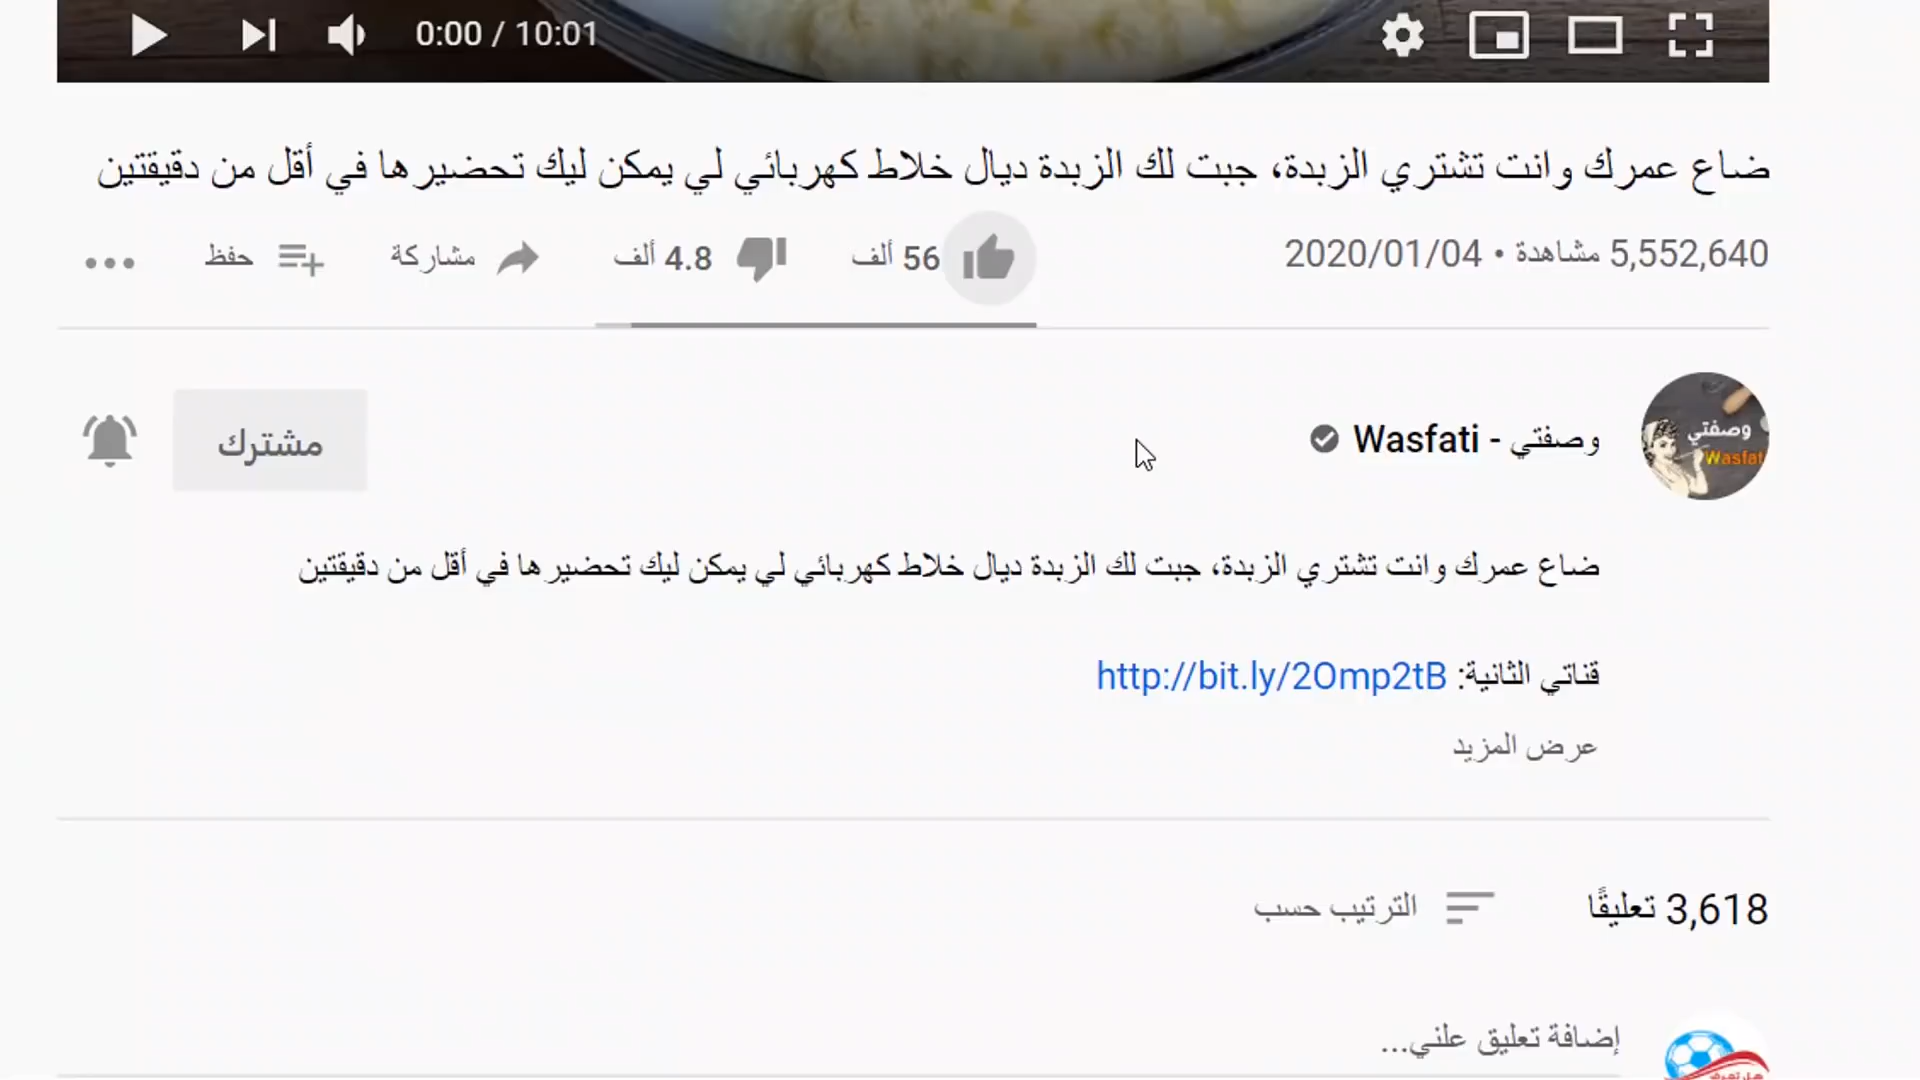 0:00 / 10:01
ضاع عمرك وانت تشتري الزبدة، جبت لك الزبدة ديال خلاط كهربائي لي يمكن ليك تحضيرها في أقل من دقيقتين
5,552,640 مشاهدة • 2020/01/04
56 ألف
4.8 ألف
مشاركة
حفظ
وصفتي - Wasfati
مشترك
وصفتي
ضاع عمرك وانت تشتري الزبدة، جبت لك الزبدة ديال خلاط كهربائي لي يمكن ليك تحضيرها في أقل من دقيقتين
قناتي الثانية: http://bit.ly/2Omp2tB
عرض المزيد
3,618 تعليقًا
الترتيب حسب
إضافة تعليق علني...